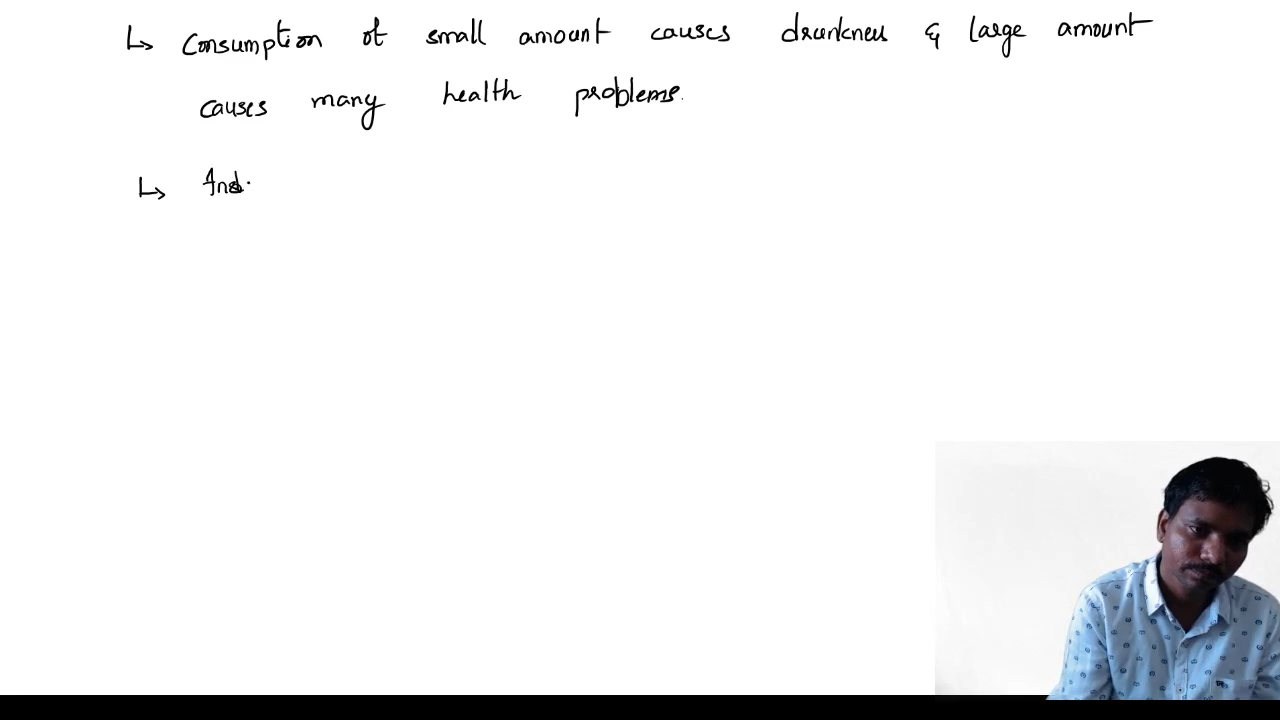 ↳ Consumption of small amount causes drunkness & large amount
causes many health problems.
↳